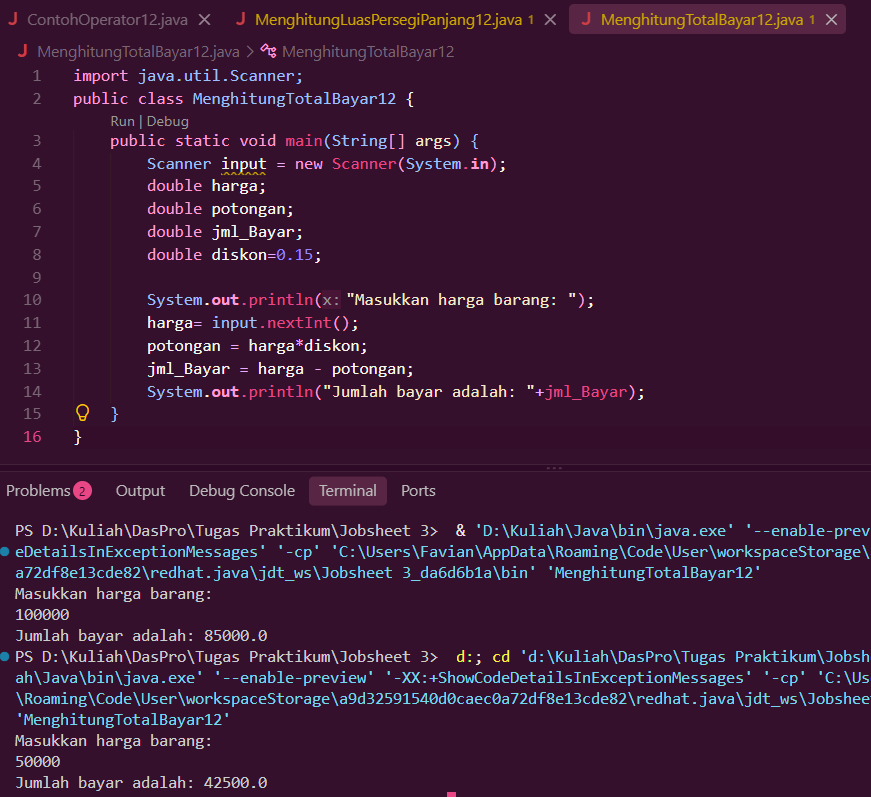 J ContohOperator12.java × J MenghitungLuasPersegiPanjang12.java 1 × J MenghitungTotalBayar12.java 1 ×
J MenghitungTotalBayar12.java > MenghitungTotalBayar12
1 import java.util.Scanner;
2 public class MenghitungTotalBayar12 {
Run | Debug
3 public static void main(String[] args) {
4 Scanner input = new Scanner(System.in);
5 double harga;
6 double potongan;
7 double jml_Bayar;
8 double diskon=0.15;
9
10 System.out.println(x: "Masukkan harga barang: ");
11 harga= input.nextInt();
12 potongan = harga*diskon;
13 jml_Bayar = harga - potongan;
14 System.out.println("Jumlah bayar adalah: "+jml_Bayar);
15 }
16 }
Problems 2 Output Debug Console Terminal Ports
PS D:\Kuliah\DasPro\Tugas Praktikum\Jobsheet 3> & 'D:\Kuliah\Java\bin\java.exe' '--enable-prev
eDetailsInExceptionMessages' '-cp' 'C:\Users\Favian\AppData\Roaming\Code\User\workspaceStorage\
a72df8e13cde82\redhat.java\jdt_ws\Jobsheet 3_da6d6b1a\bin' 'MenghitungTotalBayar12'
Masukkan harga barang:
100000
Jumlah bayar adalah: 85000.0
PS D:\Kuliah\DasPro\Tugas Praktikum\Jobsheet 3> d:; cd 'd:\Kuliah\DasPro\Tugas Praktikum\Jobsh
ah\Java\bin\java.exe' '--enable-preview' '-XX:+ShowCodeDetailsInExceptionMessages' '-cp' 'C:\Us
\Roaming\Code\User\workspaceStorage\a9d32591540d0caec0a72df8e13cde82\redhat.java\jdt_ws\Jobshee
'MenghitungTotalBayar12'
Masukkan harga barang:
50000
Jumlah bayar adalah: 42500.0